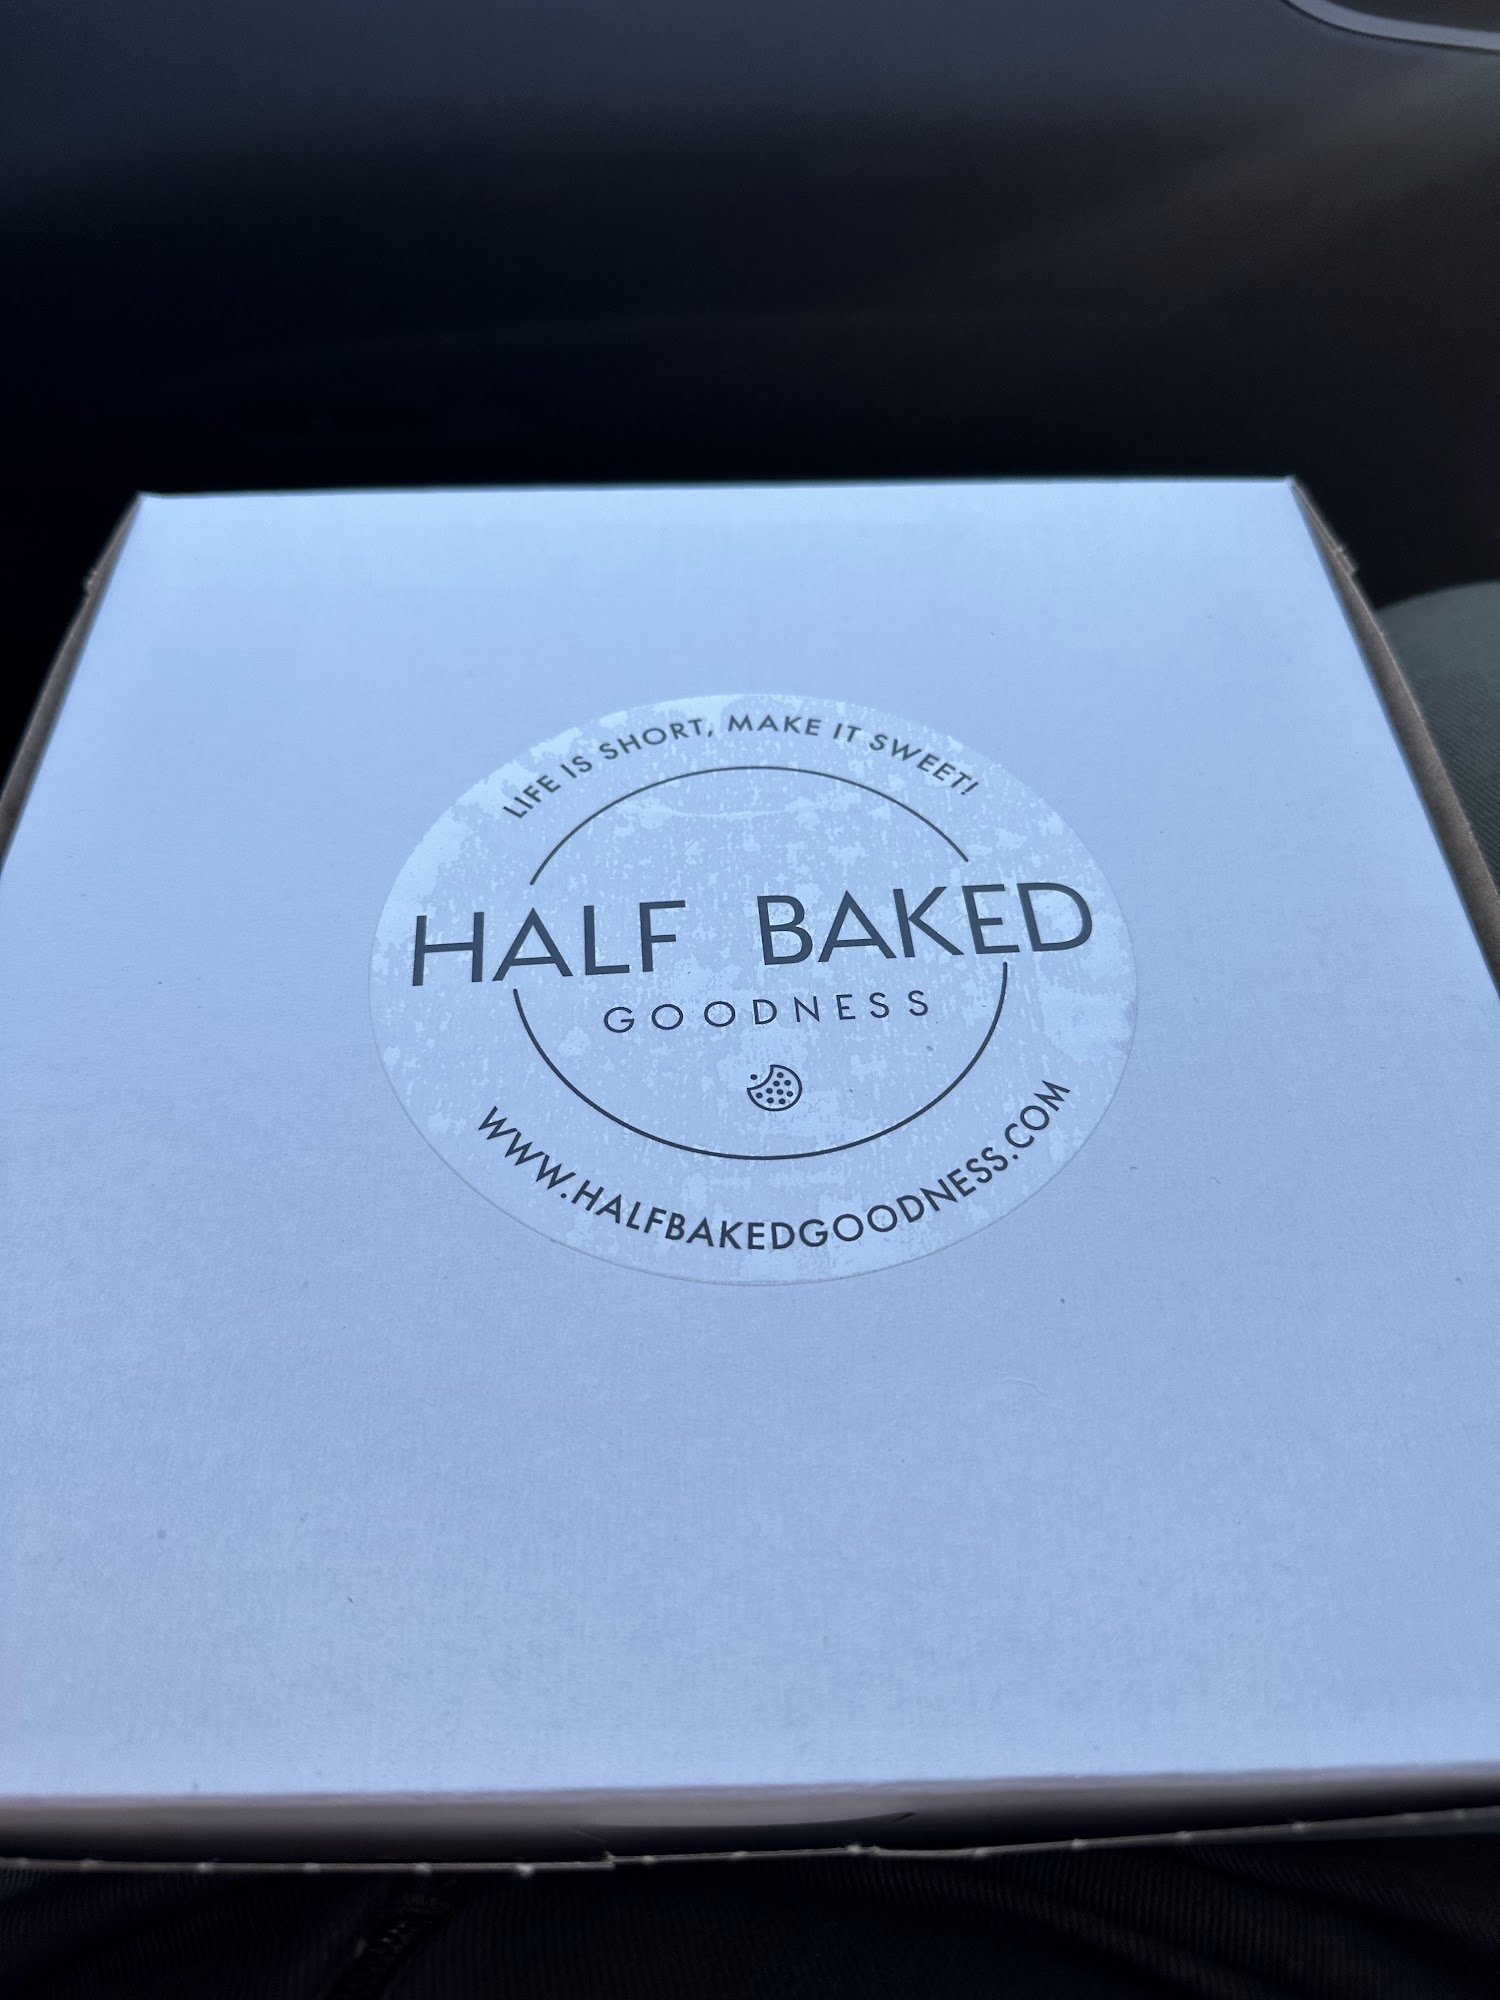 LIFE IS SHORT, MAKE IT SWEET!
HALF BAKED
GOODNESS
WWW.HALFBAKEDGOODNESS.COM